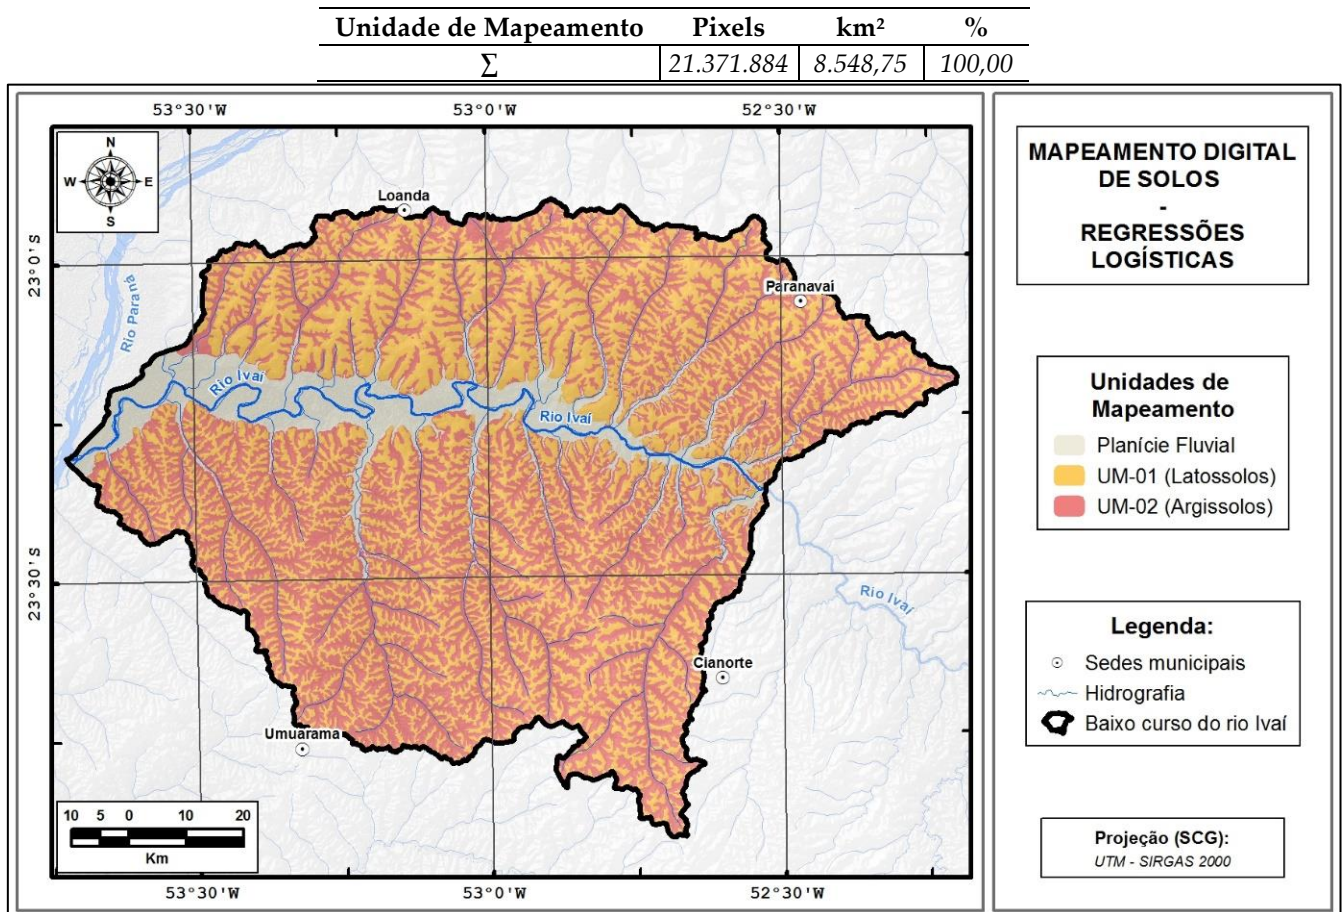 Unidade de Mapeamento Pixels km² %
Σ 21.371.884 8.548,75 100,00
53°30'W 53°0'W 52°30'W
N
W E
S
Loanda
23°0'S
Paranavai
Rio Paraná
Rio Ivaí
Rio Ivaí
23°30'S
Rio Ivaí
Cianorte
Umuarama
10 5 0 10 20
Km
53°30'W 53°0'W 52°30'W
MAPEAMENTO DIGITAL
DE SOLOS
-
REGRESSÕES
LOGÍSTICAS
Unidades de
Mapeamento
Planície Fluvial
UM-01 (Latossolos)
UM-02 (Argissolos)
Legenda:
Sedes municipais
Hidrografia
Baixo curso do rio Ivaí
Projeção (SCG):
UTM - SIRGAS 2000